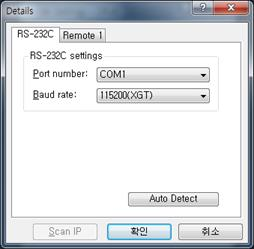 Details
RS-232C Remote 1
RS-232C settings
Port number: COM1
Baud rate: 115200(XGT)
Auto Detect
Scan IP 확인 취소